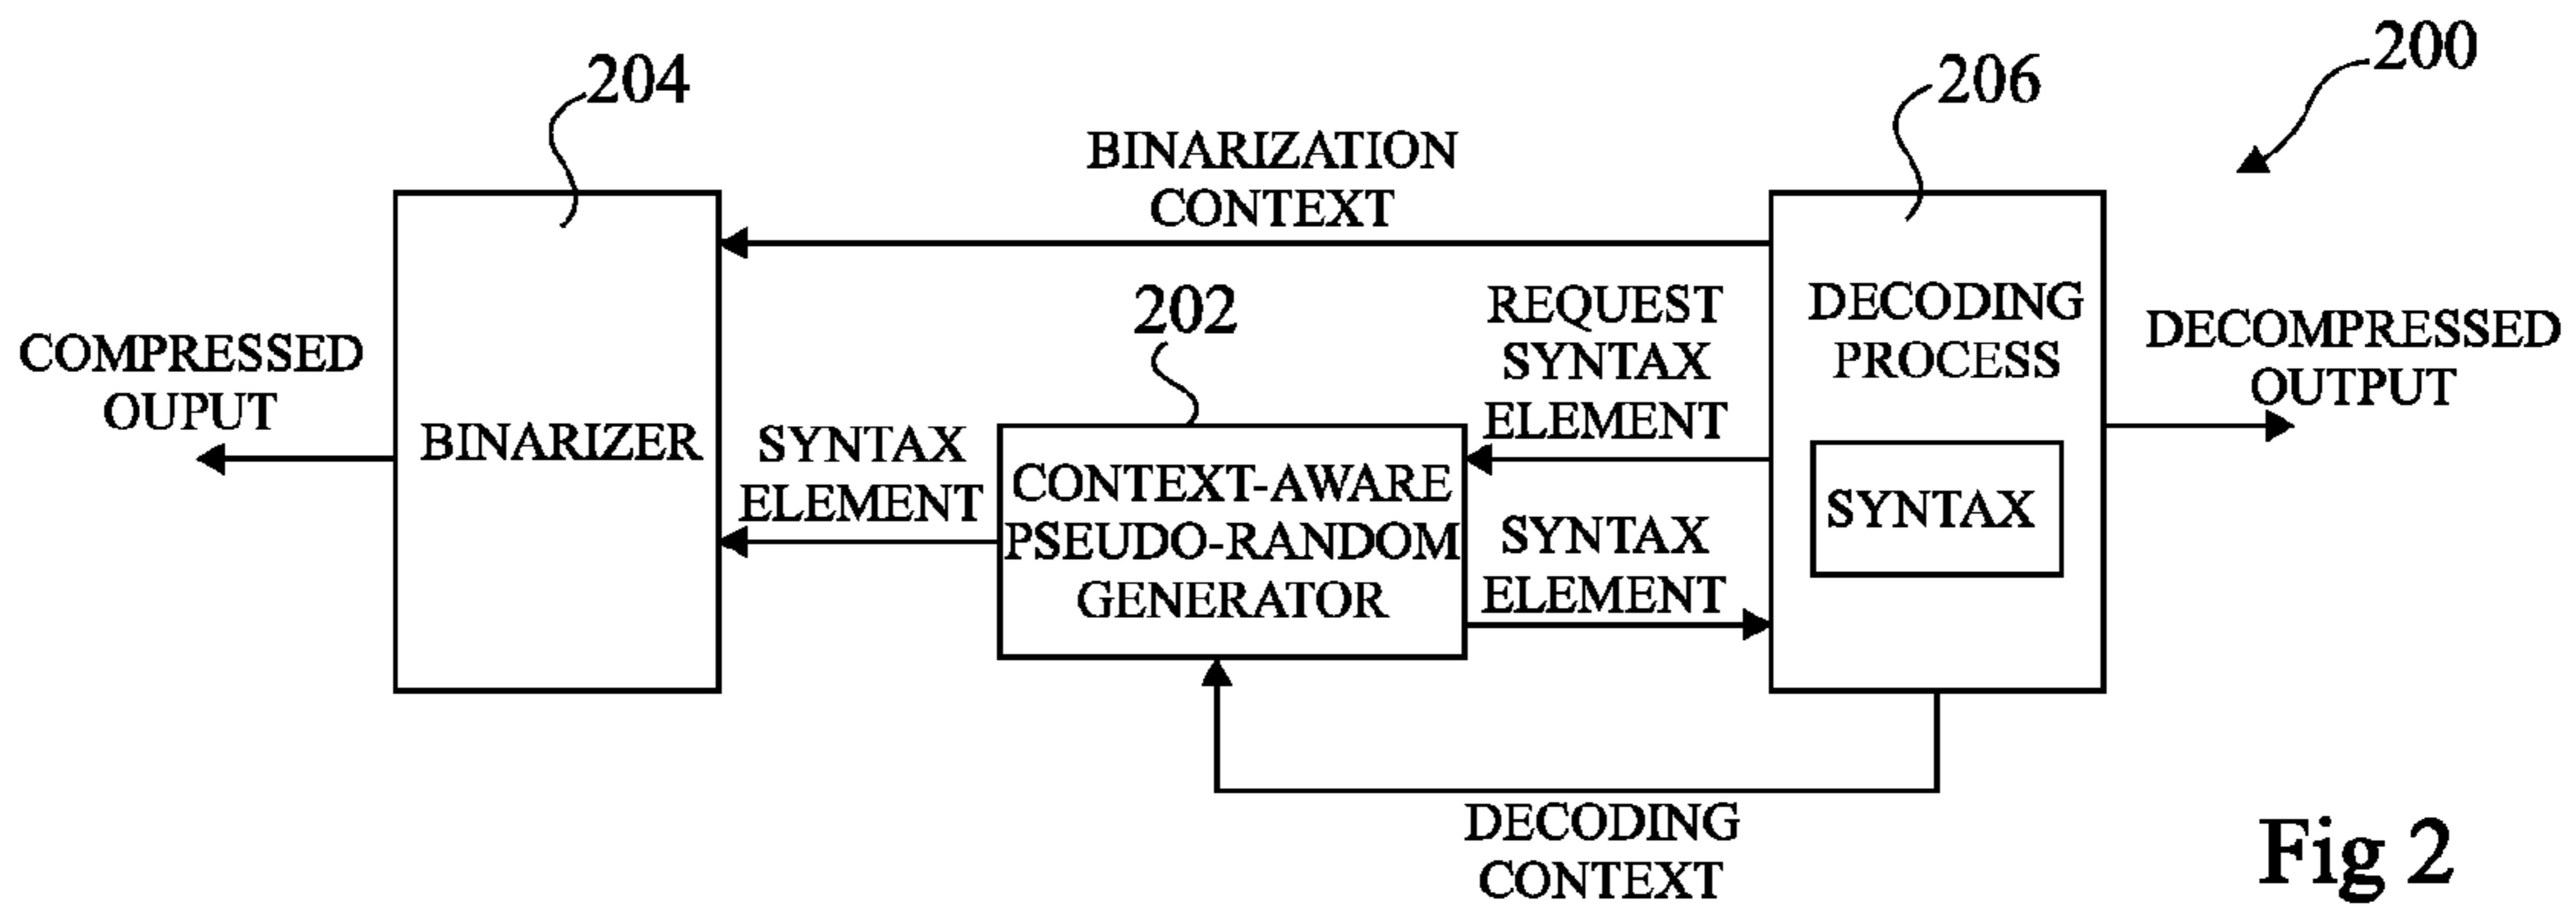 200
204
206
BINARIZATION
CONTEXT
202
REQUEST
SYNTAX
ELEMENT
DECODING
PROCESS
DECOMPRESSED
OUTPUT
COMPRESSED
OUPUT
BINARIZER
SYNTAX
ELEMENT
CONTEXT-AWARE
PSEUDO-RANDOM
GENERATOR
SYNTAX
ELEMENT
SYNTAX
DECODING
CONTEXT
Fig 2